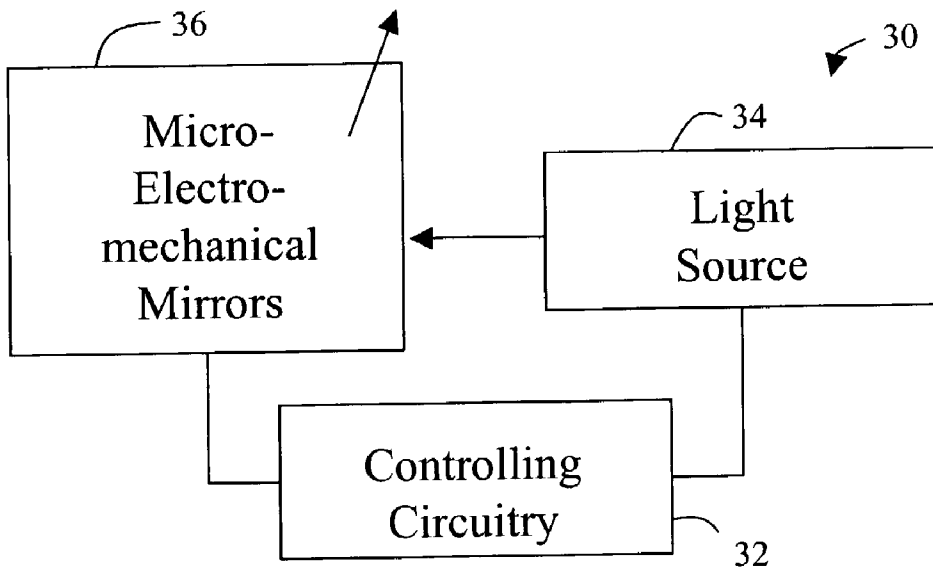 36
30
34
Micro-
Electro-
mechanical
Mirrors
Light
Source
Controlling
Circuitry
32